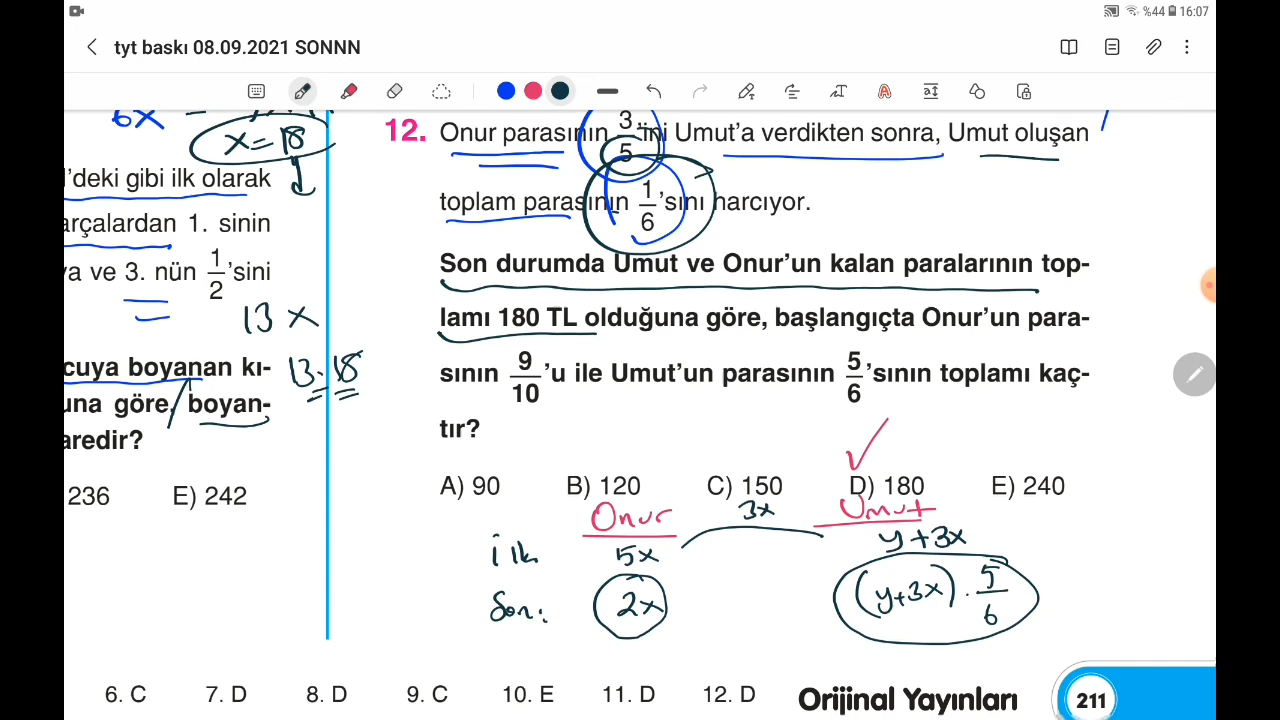 %44 16:07
tyt baskı 08.09.2021 SONNN
6x =
x = 18
l'deki gibi ilk olarak
arçalardan 1. sinin
ya ve 3. nün 1/2'sini
13 x
cuya boyanan kı-
13.18
una göre, boyan-
aredir?
236 E) 242
12. Onur parasının 3/5'ini Umut'a verdikten sonra, Umut oluşan
toplam parasının 1/6'sını harcıyor.
Son durumda Umut ve Onur'un kalan paralarının top-
lamı 180 TL olduğuna göre, başlangıçta Onur'un para-
sının 9/10'u ile Umut'un parasının 5/6'sının toplamı kaç-
tır?
A) 90 B) 120 C) 150 D) 180 E) 240
Onur 3x Umut
ilk 5x y+3x
Son: 2x (y+3x) . 5/6
6. C 7. D 8. D 9. C 10. E 11. D 12. D Orijinal Yayınları 211